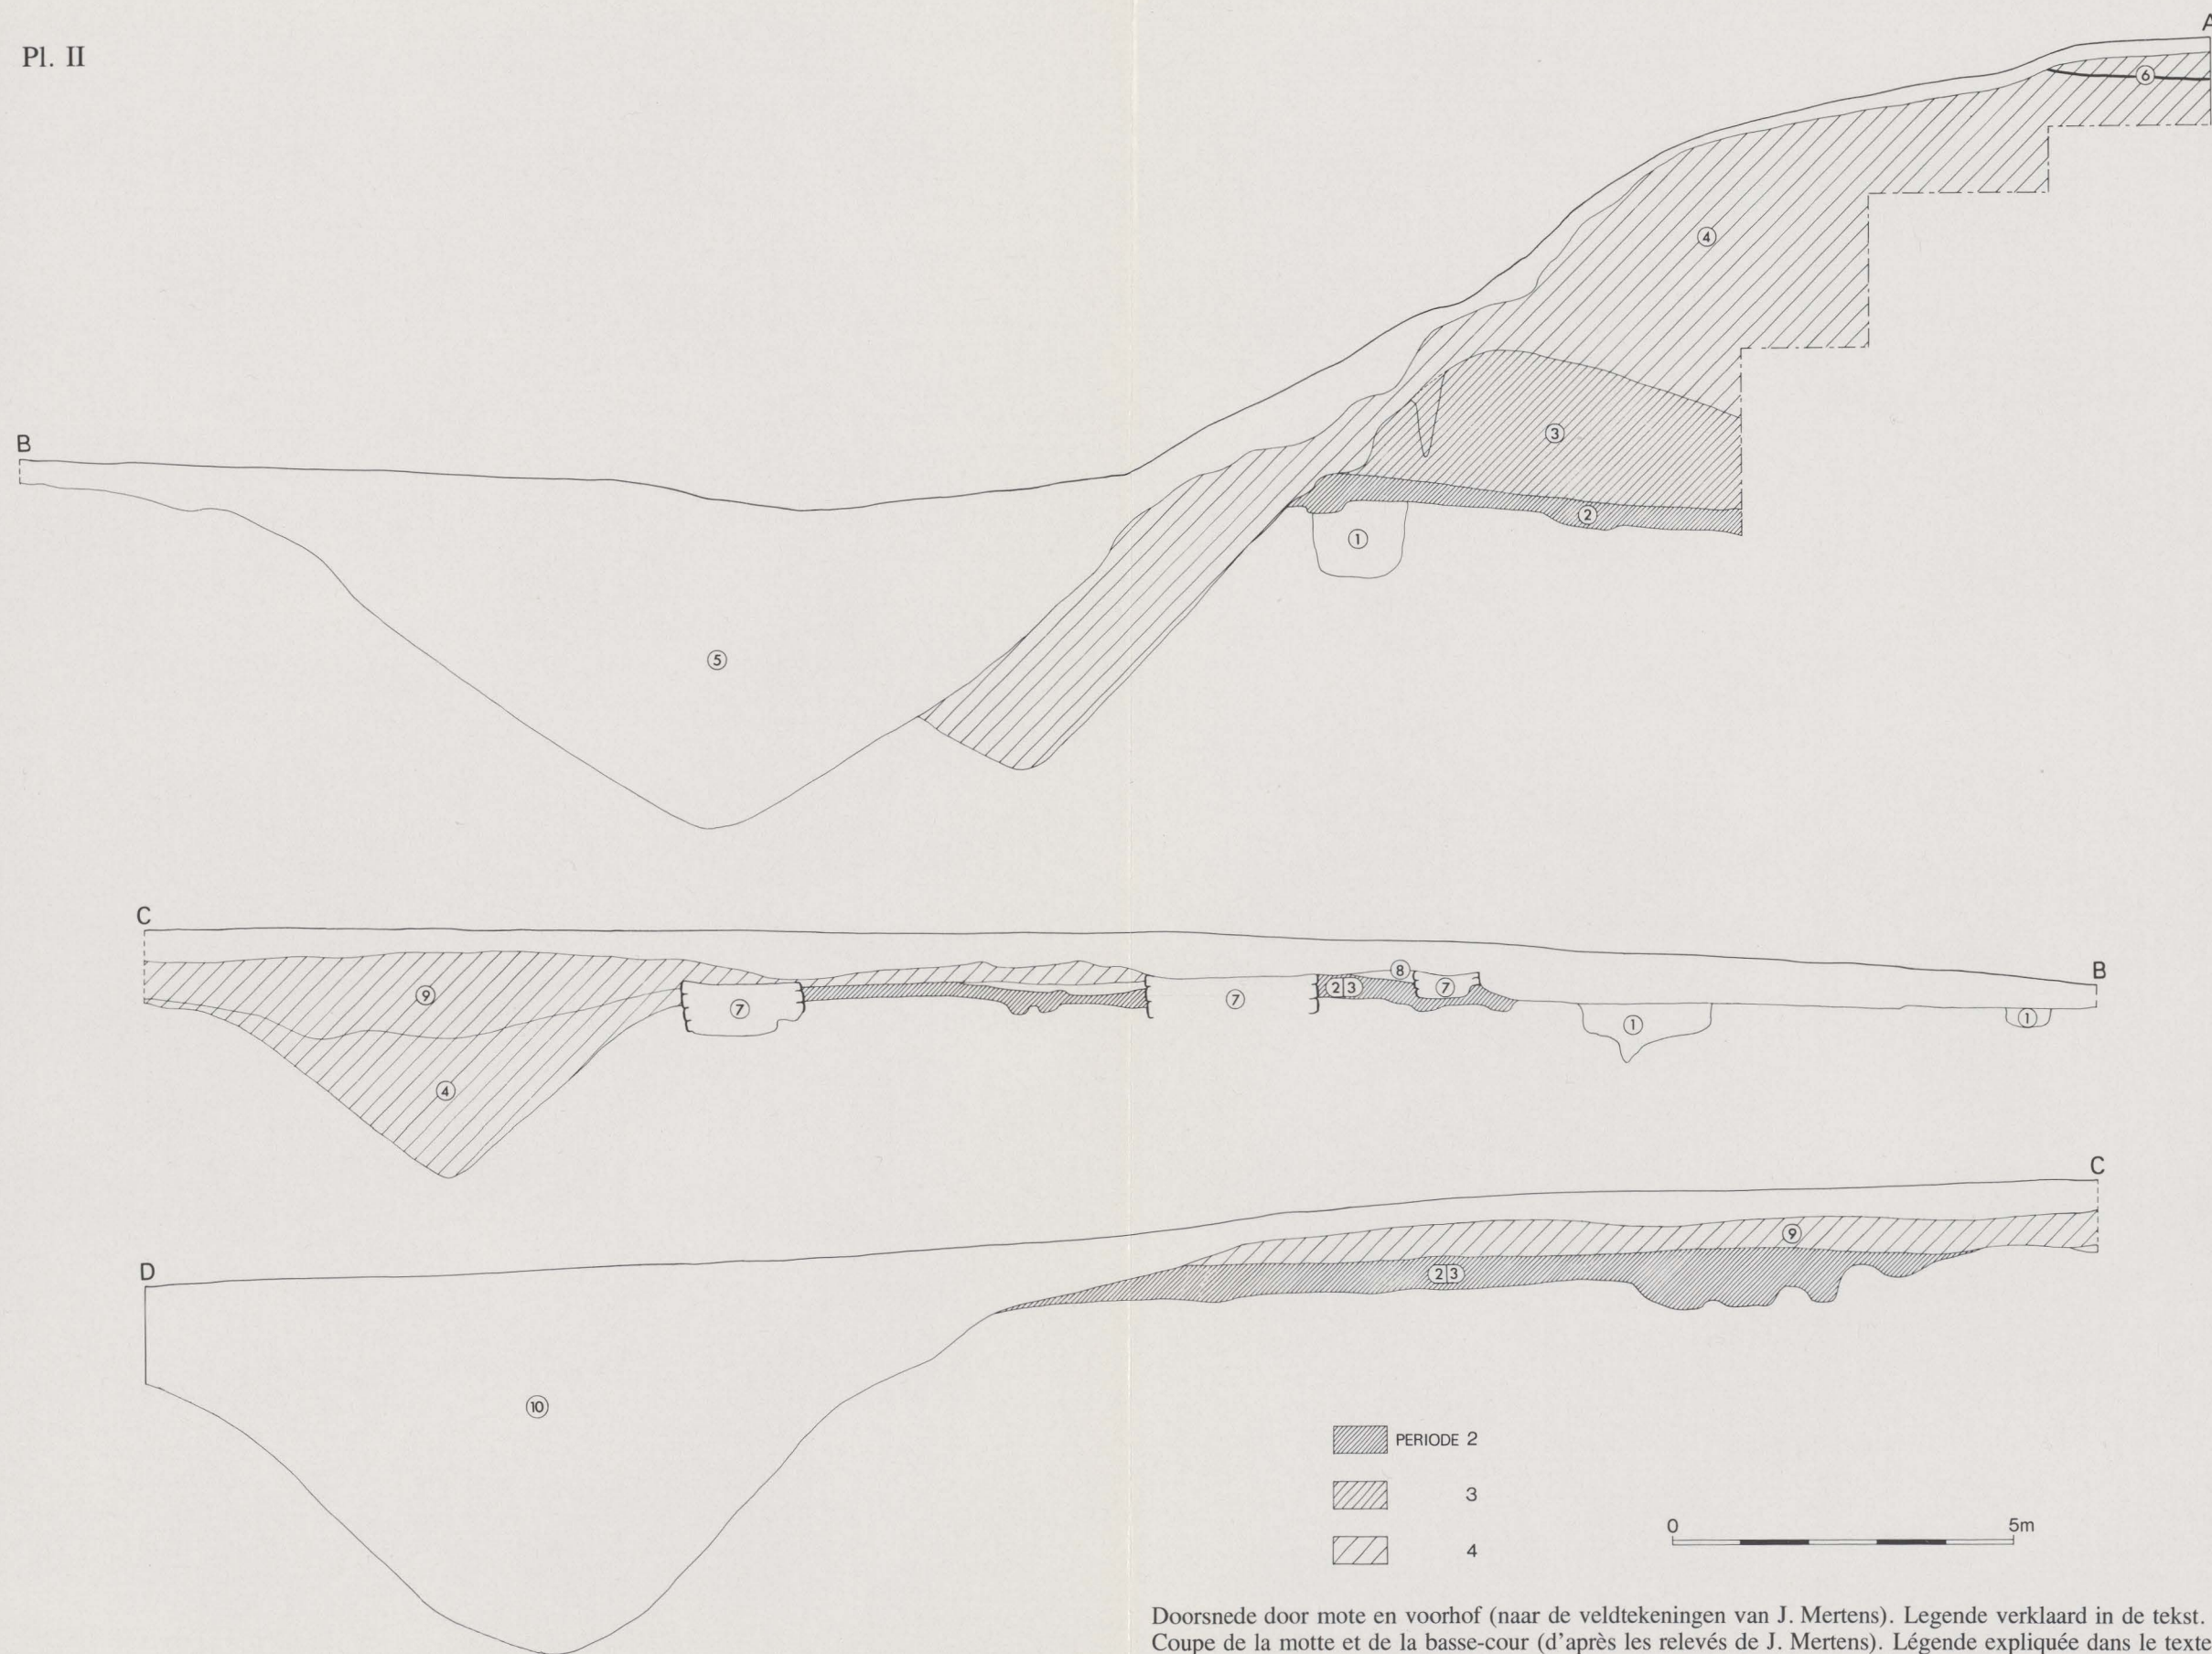 Pl. II
A
⑥
④
B
③
②
①
⑤
C
B
⑨
⑧
2|3
⑦
⑦
⑦
①
①
④
C
⑨
D
2|3
⑩
PERIODE 2
3
4
0 5m
Doorsnede door mote en voorhof (naar de veldtekeningen van J. Mertens). Legende verklaard in de tekst.
Coupe de la motte et de la basse-cour (d'après les relevés de J. Mertens). Légende expliquée dans le texte